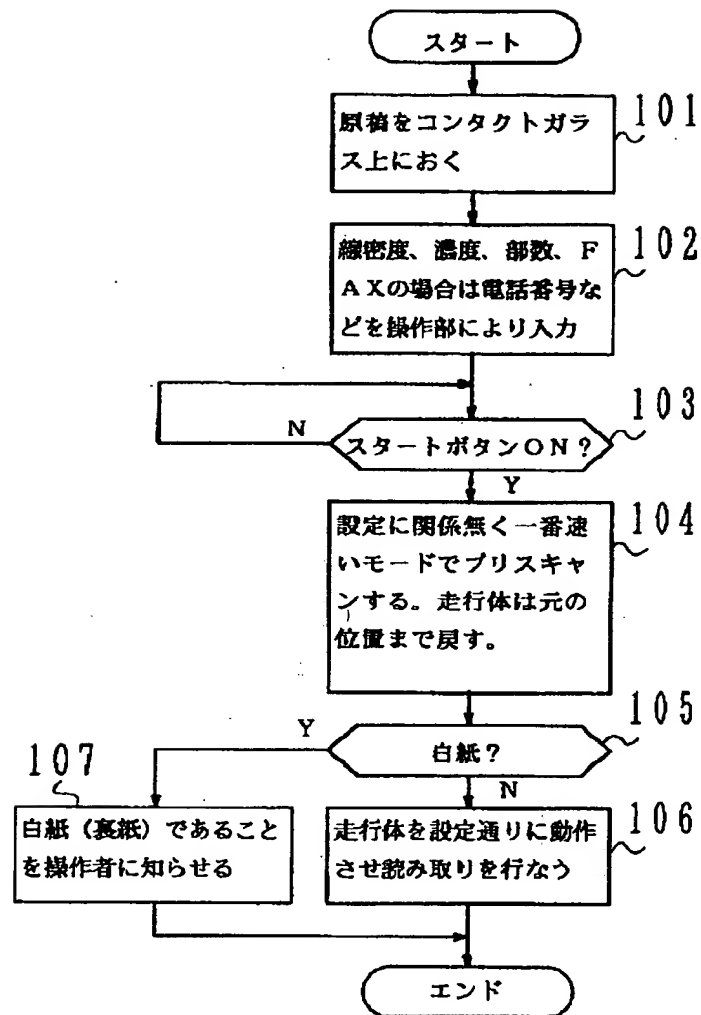 スタート
101
原稿をコンタクトガラ
ス上におく
102
線密度、濃度、部数、F
AXの場合は電話番号な
どを操作部により入力
103
N
スタートボタンON?
Y
104
設定に関係無く一番速
いモードでプリスキャ
ンする。走行体は元の
位置まで戻す。
105
Y
白紙?
N
107
白紙(裏紙)であること
を操作者に知らせる
106
走行体を設定通りに動作
させ読み取りを行なう
エンド